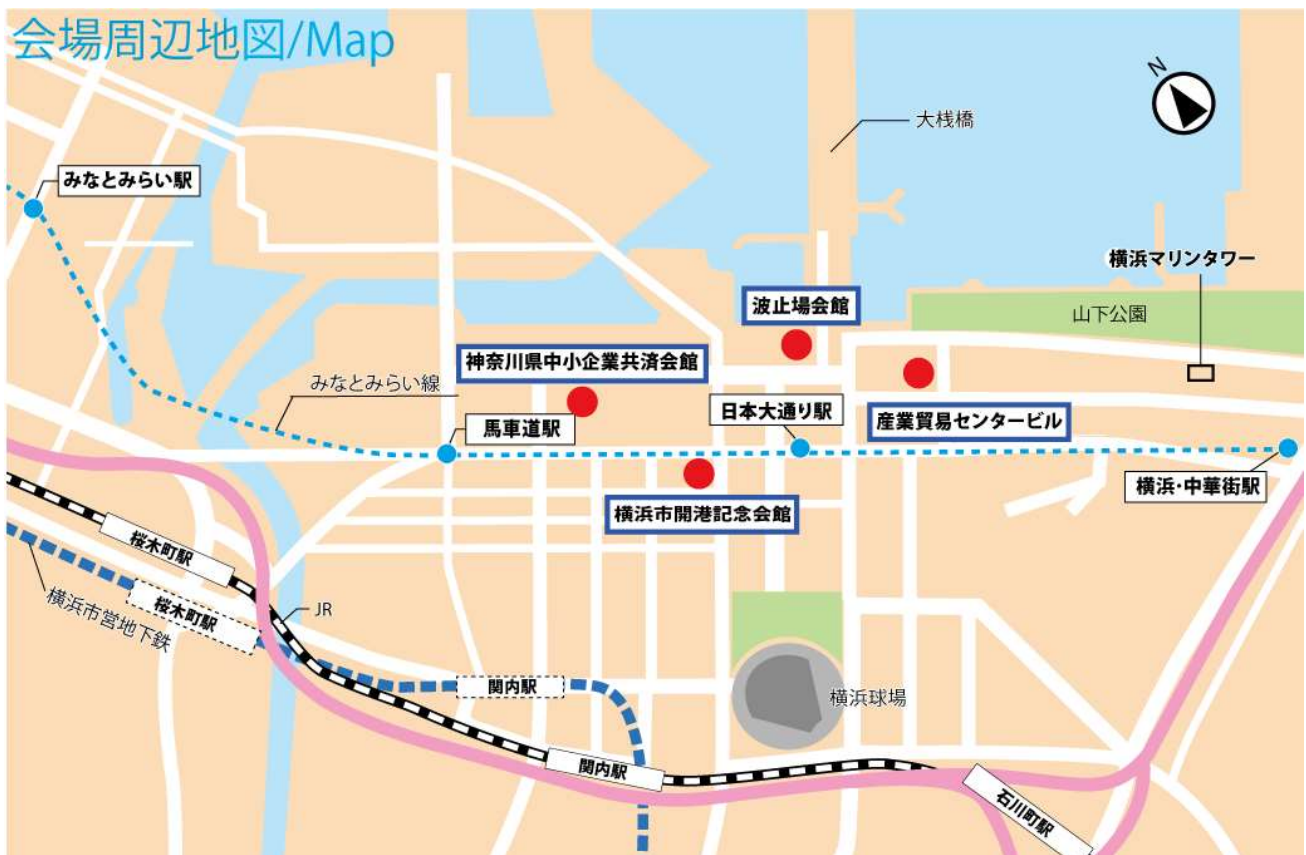 会場周辺地図/Map
N
大桟橋
みなとみらい駅
横浜マリンタワー
波止場会館
山下公園
神奈川県中小企業共済会館
みなとみらい線
日本大通り駅
産業貿易センタービル
馬車道駅
横浜・中華街駅
横浜市開港記念会館
桜木町駅
桜木町駅
横浜市営地下鉄
JR
関内駅
横浜球場
関内駅
石川町駅